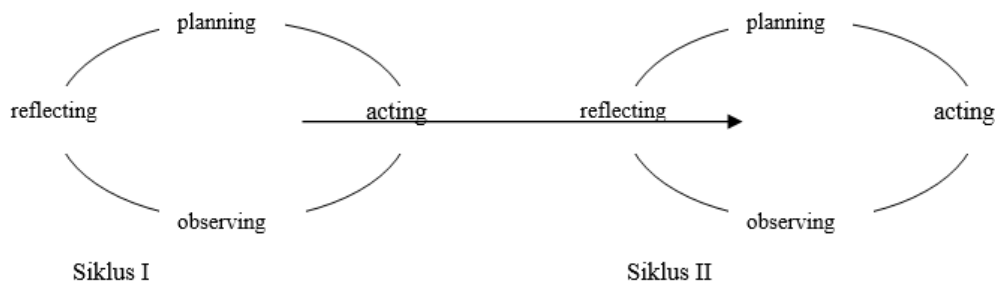 planning
planning
reflecting
acting
reflecting
acting
observing
observing
Siklus I
Siklus II